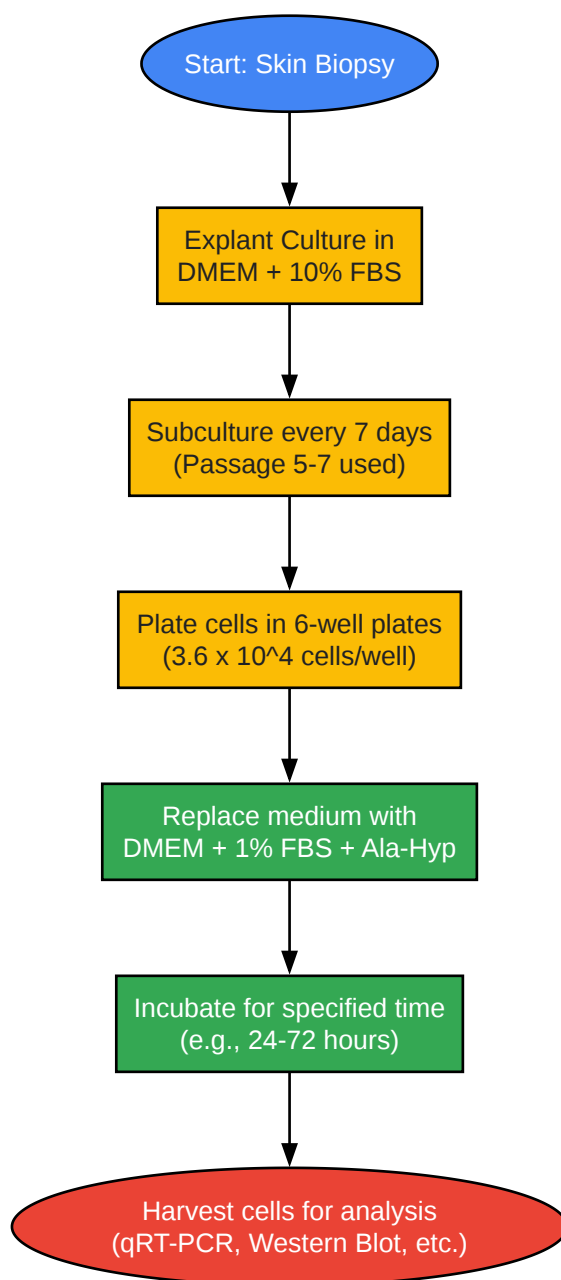 Start: Skin Biopsy
Explant Culture in
DMEM + 10% FBS
Subculture every 7 days
(Passage 5-7 used)
Plate cells in 6-well plates
(3.6 x 10^4 cells/well)
Replace medium with
DMEM + 1% FBS + Ala-Hyp
Incubate for specified time
(e.g., 24-72 hours)
Harvest cells for analysis
(qRT-PCR, Western Blot, etc.)